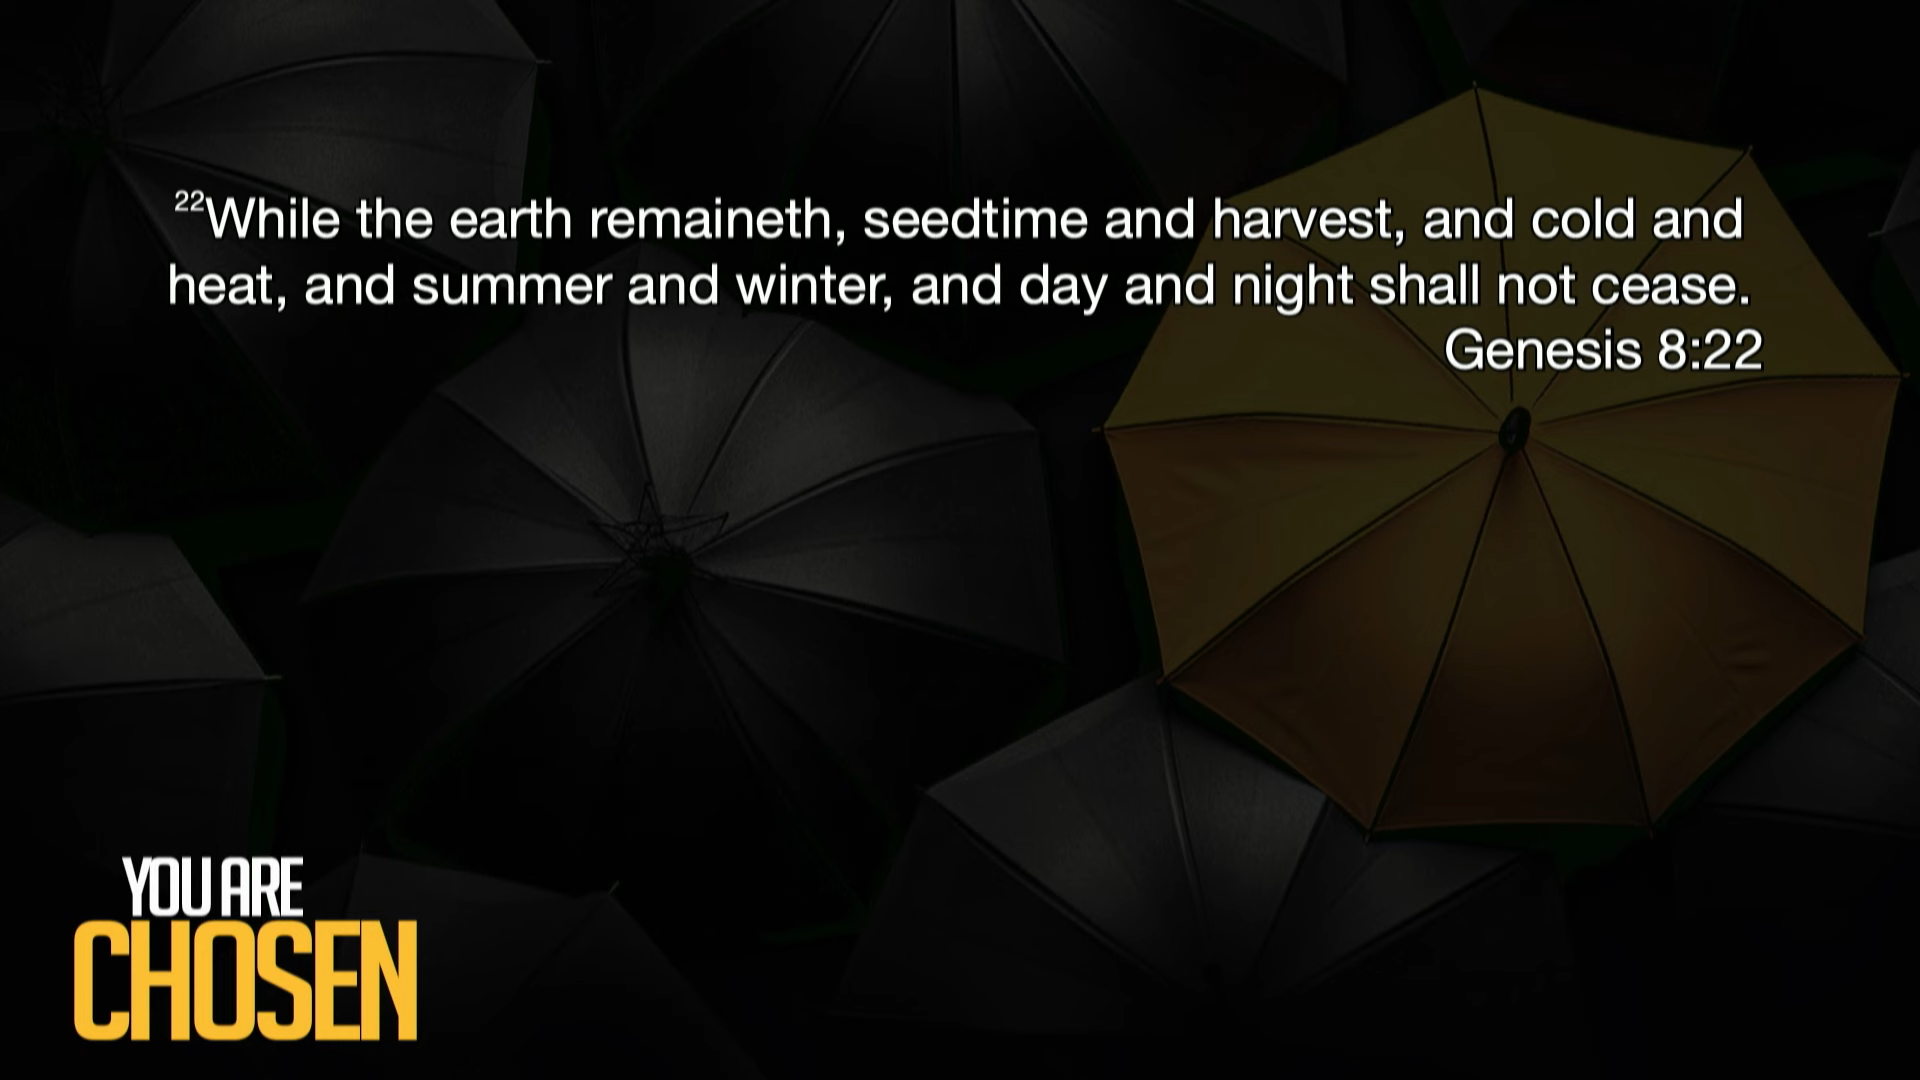 22While the earth remaineth, seedtime and harvest, and cold and
heat, and summer and winter, and day and night shall not cease.
Genesis 8:22
YOU ARE
CHOSEN